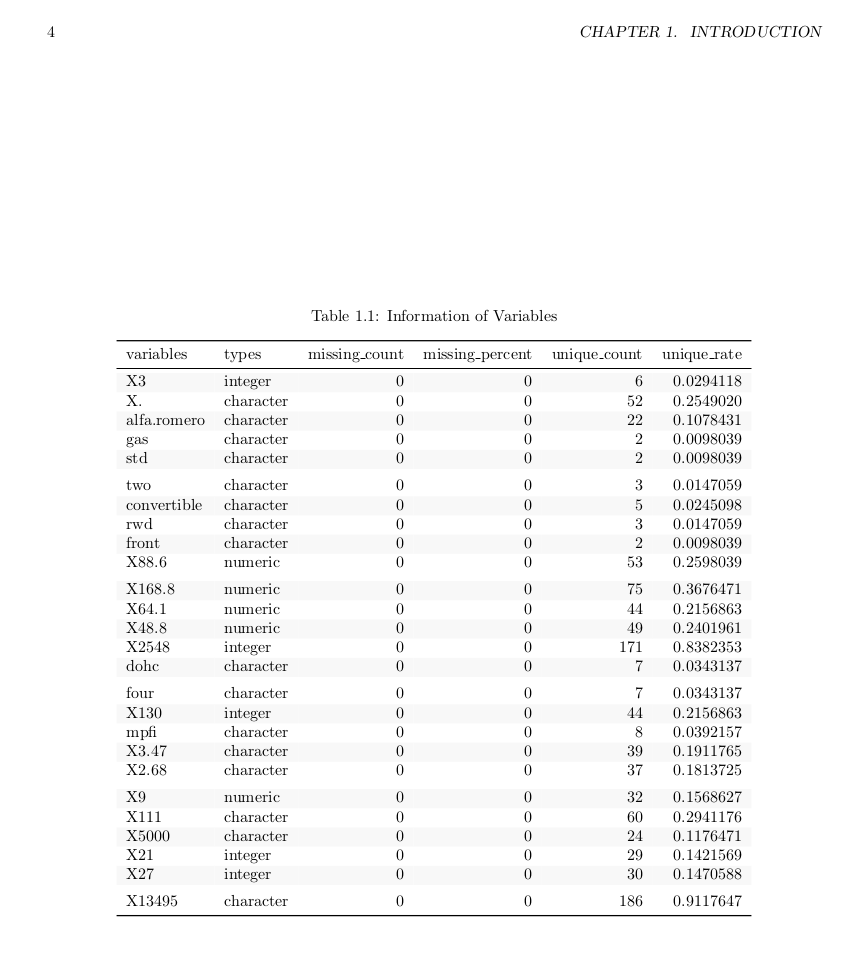 4 CHAPTER 1. INTRODUCTION
Table 1.1: Information of Variables
variables types missing_count missing_percent unique_count unique_rate
X3 integer 0 0 6 0.0294118
X. character 0 0 52 0.2549020
alfa.romero character 0 0 22 0.1078431
gas character 0 0 2 0.0098039
std character 0 0 2 0.0098039
two character 0 0 3 0.0147059
convertible character 0 0 5 0.0245098
rwd character 0 0 3 0.0147059
front character 0 0 2 0.0098039
X88.6 numeric 0 0 53 0.2598039
X168.8 numeric 0 0 75 0.3676471
X64.1 numeric 0 0 44 0.2156863
X48.8 numeric 0 0 49 0.2401961
X2548 integer 0 0 171 0.8382353
dohc character 0 0 7 0.0343137
four character 0 0 7 0.0343137
X130 integer 0 0 44 0.2156863
mpfi character 0 0 8 0.0392157
X3.47 character 0 0 39 0.1911765
X2.68 character 0 0 37 0.1813725
X9 numeric 0 0 32 0.1568627
X111 character 0 0 60 0.2941176
X5000 character 0 0 24 0.1176471
X21 integer 0 0 29 0.1421569
X27 integer 0 0 30 0.1470588
X13495 character 0 0 186 0.9117647